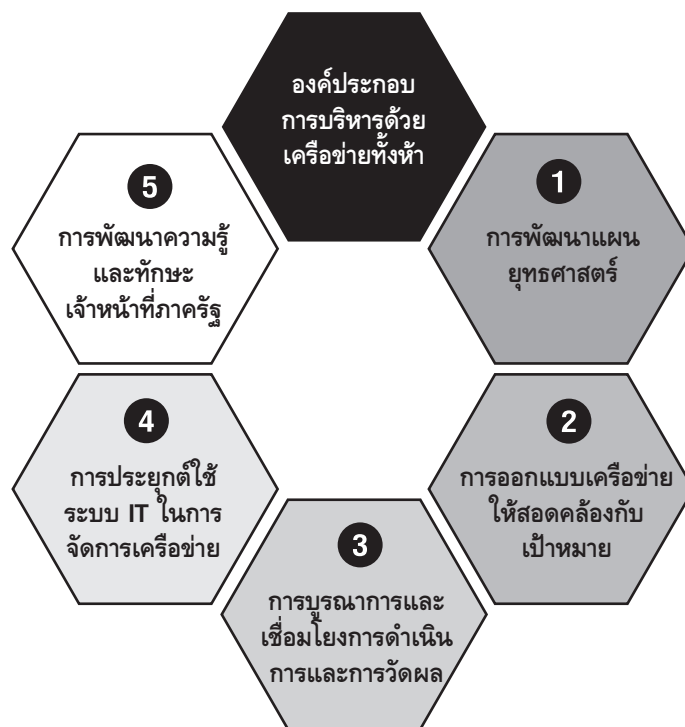 องค์ประกอบ
การบริหารด้วย
เครือข่ายทั้งห้า
1
การพัฒนาแผน
ยุทธศาสตร์
2
การออกแบบเครือข่าย
ให้สอดคล้องกับ
เป้าหมาย
3
การบูรณาการและ
เชื่อมโยงการดำเนิน
การและการวัดผล
4
การประยุกต์ใช้
ระบบ IT ในการ
จัดการเครือข่าย
5
การพัฒนาความรู้
และทักษะ
เจ้าหน้าที่ภาครัฐ